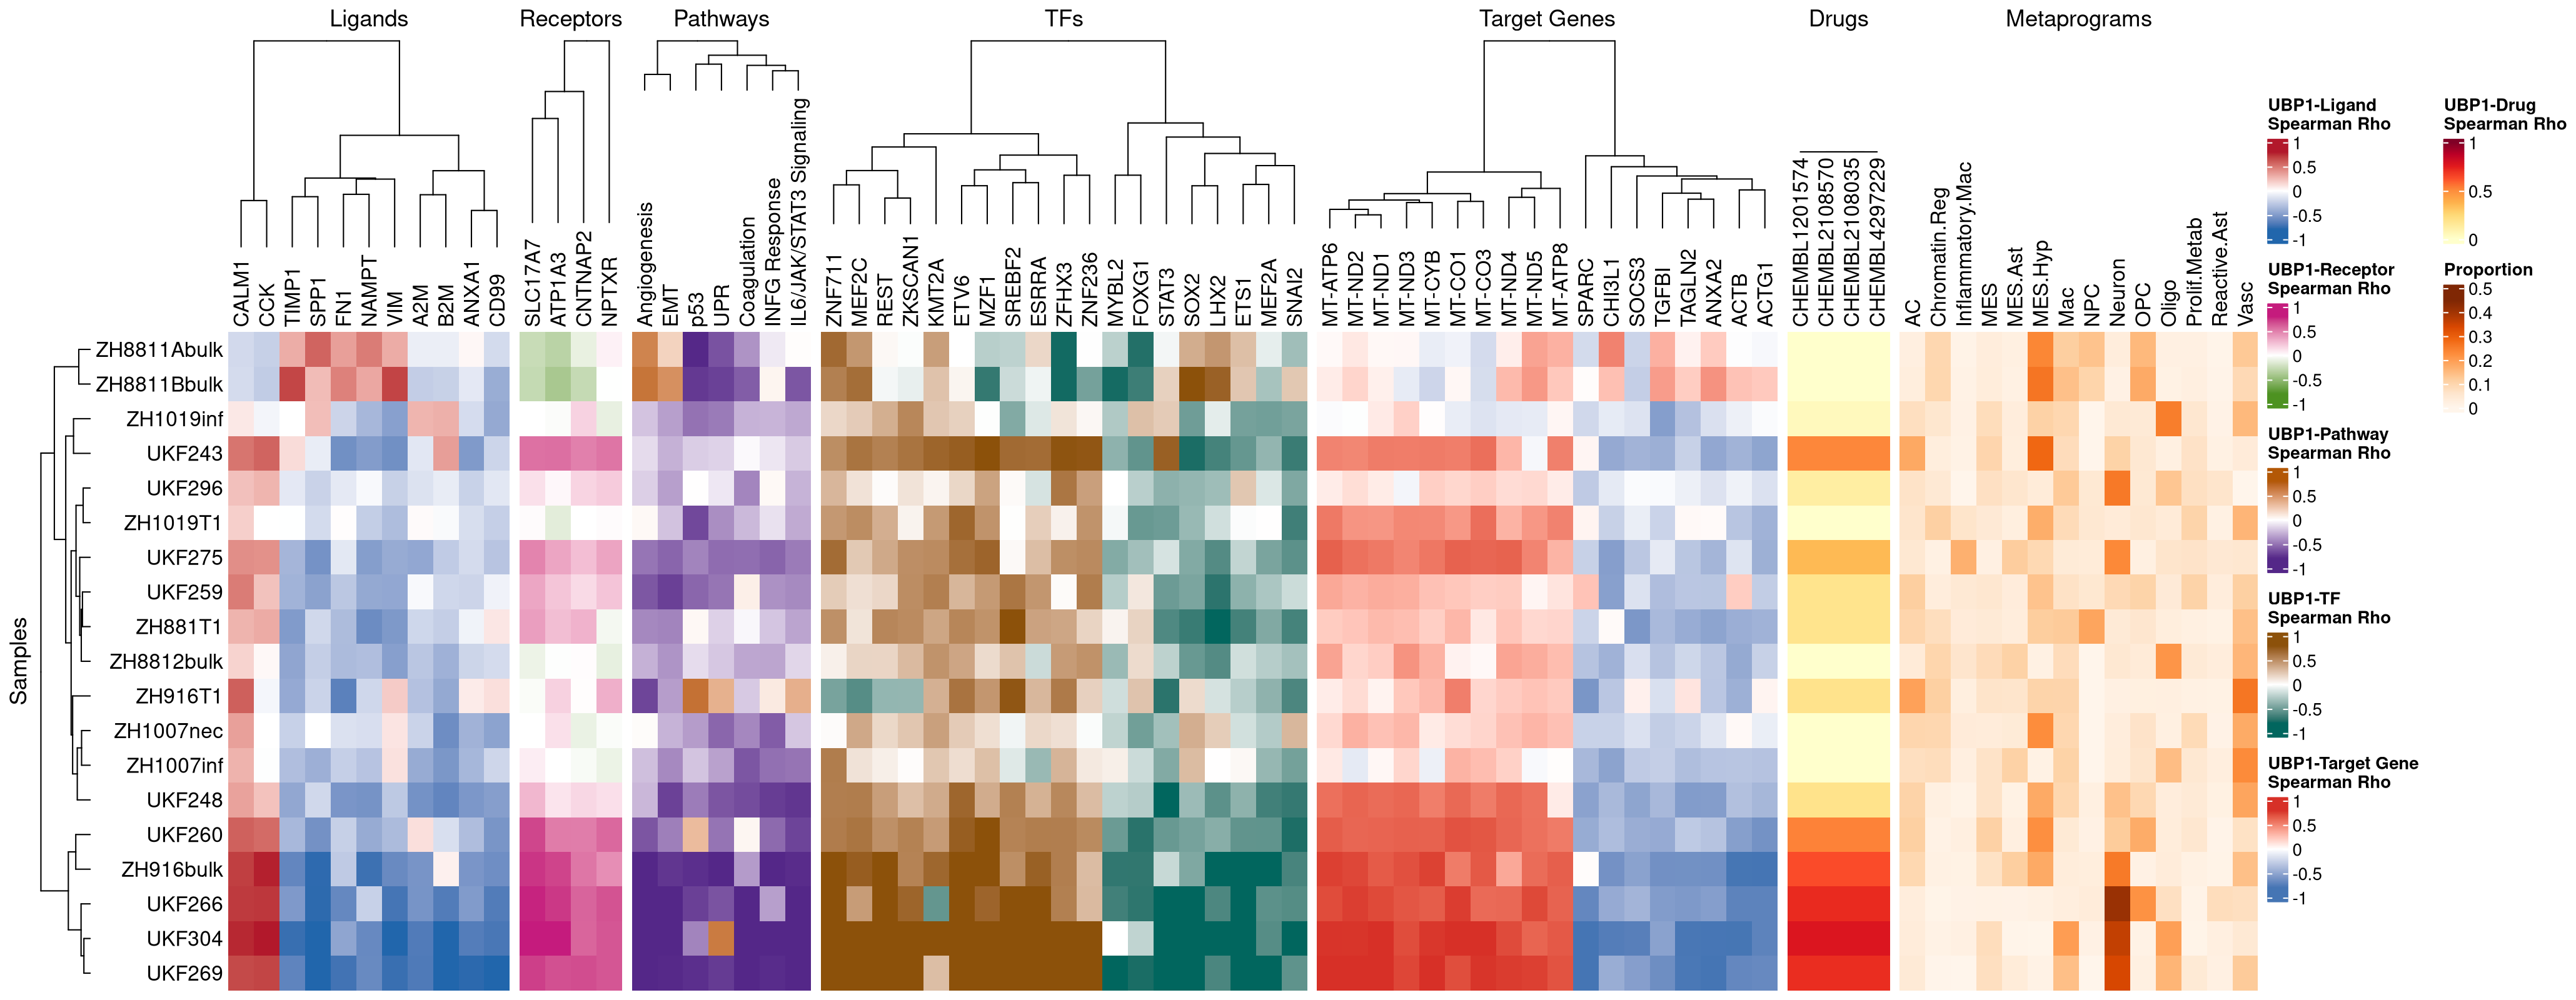 Ligands Receptors Pathways TFs Target Genes Drugs Metaprograms
CALM1
CCK
TIMP1
SPP1
FN1
NAMPT
VIM
A2M
B2M
ANXA1
CD99
SLC17A7
ATP1A3
CNTNAP2
NPTXR
Angiogenesis
EMT
p53
UPR
Coagulation
INFG Response
IL6/JAK/STAT3 Signaling
ZNF711
MEF2C
REST
ZKSCAN1
KMT2A
ETV6
MZF1
SREBF2
ESRRA
ZFHX3
ZNF236
MYBL2
FOXG1
STAT3
SOX2
LHX2
ETS1
MEF2A
SNAI2
MT-ATP6
MT-ND2
MT-ND1
MT-ND3
MT-CYB
MT-CO1
MT-CO3
MT-ND4
MT-ND5
MT-ATP8
SPARC
CHI3L1
SOCS3
TGFBI
TAGLN2
ANXA2
ACTB
ACTG1
CHEMBL1201574
CHEMBL2108570
CHEMBL2108035
CHEMBL4297229
AC
Chromatin.Reg
Inflammatory.Mac
MES
MES.Ast
MES.Hyp
Mac
NPC
Neuron
OPC
Oligo
Prolif.Metab
Reactive.Ast
Vasc
Samples
ZH8811Abulk
ZH8811Bbulk
ZH1019inf
UKF243
UKF296
ZH1019T1
UKF275
UKF259
ZH881T1
ZH8812bulk
ZH916T1
ZH1007nec
ZH1007inf
UKF248
UKF260
ZH916bulk
UKF266
UKF304
UKF269
UBP1-Ligand
Spearman Rho
1
0.5
0
-0.5
-1
UBP1-Receptor
Spearman Rho
1
0.5
0
-0.5
-1
UBP1-Pathway
Spearman Rho
1
0.5
0
-0.5
-1
UBP1-TF
Spearman Rho
1
0.5
0
-0.5
-1
UBP1-Target Gene
Spearman Rho
1
0.5
0
-0.5
-1
UBP1-Drug
Spearman Rho
1
0.5
0
Proportion
0.5
0.4
0.3
0.2
0.1
0